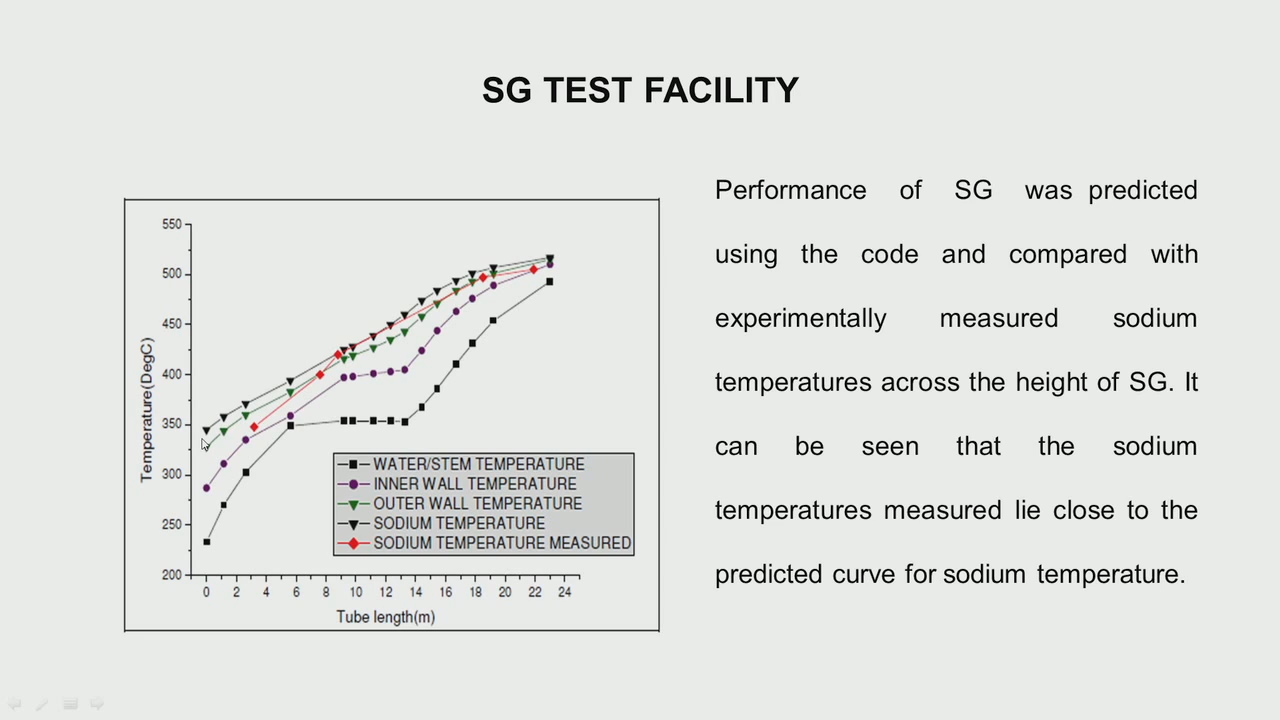 SG TEST FACILITY
Performance of SG was predicted
using the code and compared with
experimentally measured sodium
temperatures across the height of SG. It
can be seen that the sodium
temperatures measured lie close to the
predicted curve for sodium temperature.
550
500
450
400
350
300
250
200
Temperature(DegC)
WATER/STEM TEMPERATURE
INNER WALL TEMPERATURE
OUTER WALL TEMPERATURE
SODIUM TEMPERATURE
SODIUM TEMPERATURE MEASURED
0 2 4 6 8 10 12 14 16 18 20 22 24
Tube length(m)